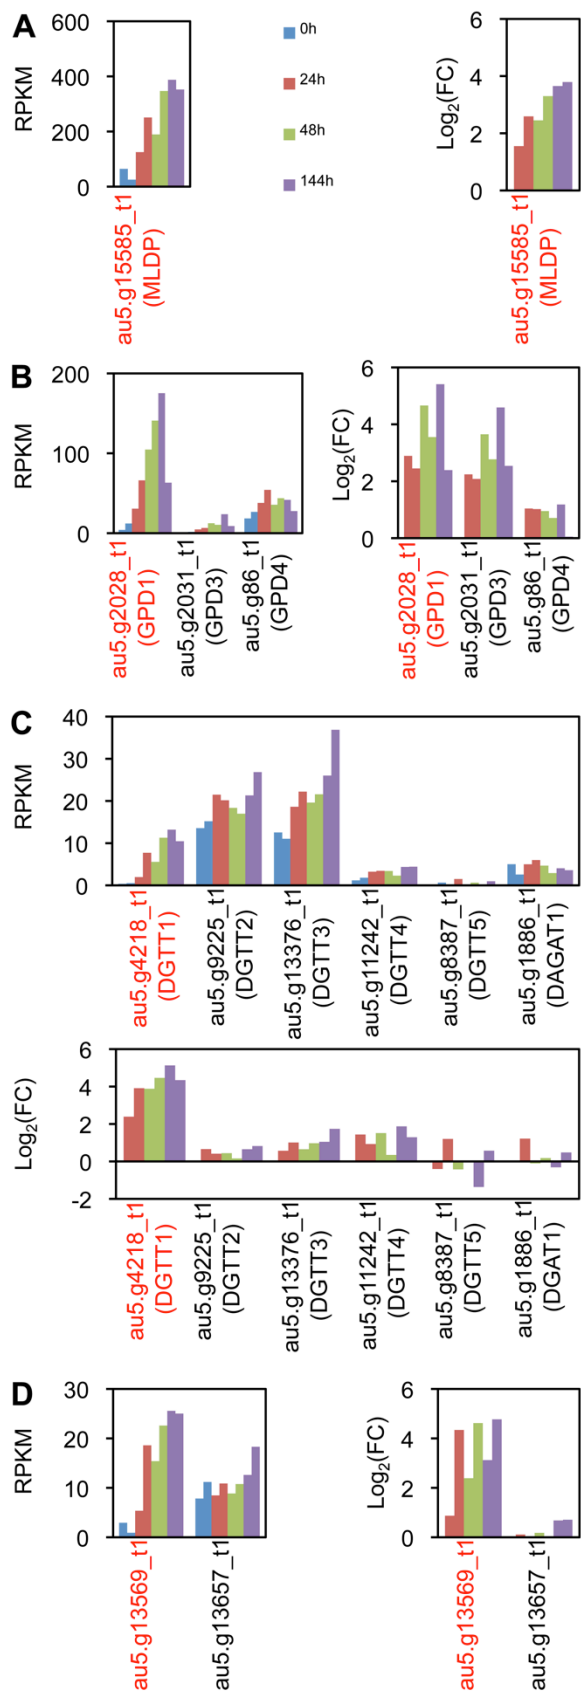 A
600
400
200
0
RPKM
au5.g15585_t1
(MLDP)
0h
24h
48h
144h
6
4
2
0
Log2(FC)
au5.g15585_t1
(MLDP)
B
200
100
0
RPKM
au5.g2028_t1
(GPD1)
au5.g2031_t1
(GPD3)
au5.g86_t1
(GPD4)
6
4
2
0
Log2(FC)
au5.g2028_t1
(GPD1)
au5.g2031_t1
(GPD3)
au5.g86_t1
(GPD4)
C
40
30
20
10
0
RPKM
au5.g4218_t1
(DGTT1)
au5.g9225_t1
(DGTT2)
au5.g13376_t1
(DGTT3)
au5.g11242_t1
(DGTT4)
au5.g8387_t1
(DGTT5)
au5.g1886_t1
(DAGAT1)
6
4
2
0
-2
Log2(FC)
au5.g4218_t1
(DGTT1)
au5.g9225_t1
(DGTT2)
au5.g13376_t1
(DGTT3)
au5.g11242_t1
(DGTT4)
au5.g8387_t1
(DGTT5)
au5.g1886_t1
(DGAT1)
D
30
20
10
0
RPKM
au.g13569_t1
au5.g13657_t1
6
4
2
0
Log2(FC)
au5.g13569_t1
au5.g13657_t1